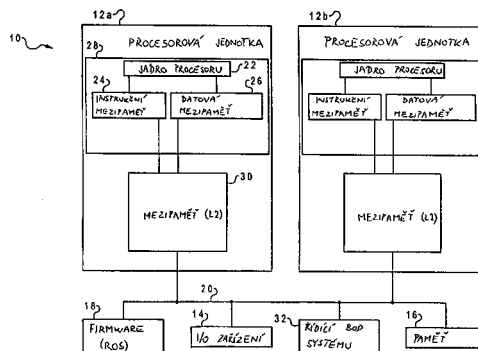 12a
12b
10
PROCESOROVÁ JEDNOTKA
PROCESOROVÁ JEDNOTKA
28
JÁDRO PROCESORU
22
JÁDRO PROCESORU
24
26
INSTRUKČNÍ MEZIPAMĚŤ
DATOVÁ MEZIPAMĚŤ
INSTRUKČNÍ MEZIPAMĚŤ
DATOVÁ MEZIPAMĚŤ
30
MEZIPAMĚŤ (L2)
MEZIPAMĚŤ (L2)
20
18
FIRMWARE
(ROS)
14
I/O ZAŘÍZENÍ
32
ŘÍDÍCÍ BOD
SYSTÉMU
16
PAMĚŤ